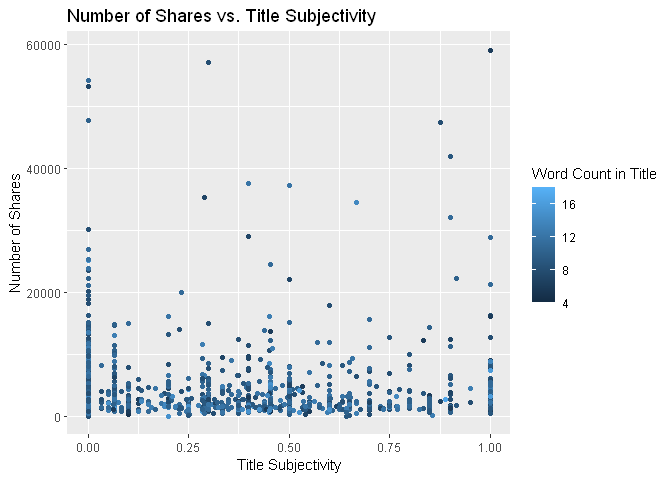 Number of Shares vs. Title Subjectivity
60000
40000
20000
0
Number of Shares
0.00 0.25 0.50 0.75 1.00
Title Subjectivity
Word Count in Title
16
12
8
4